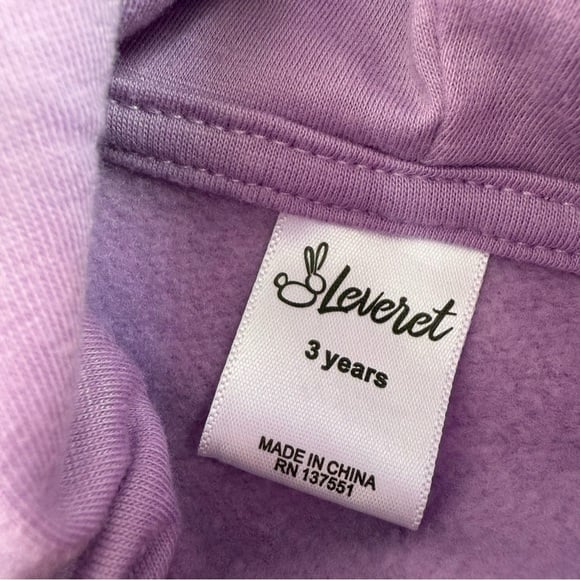 Leveret
3 years
MADE IN CHINA
RN 137551